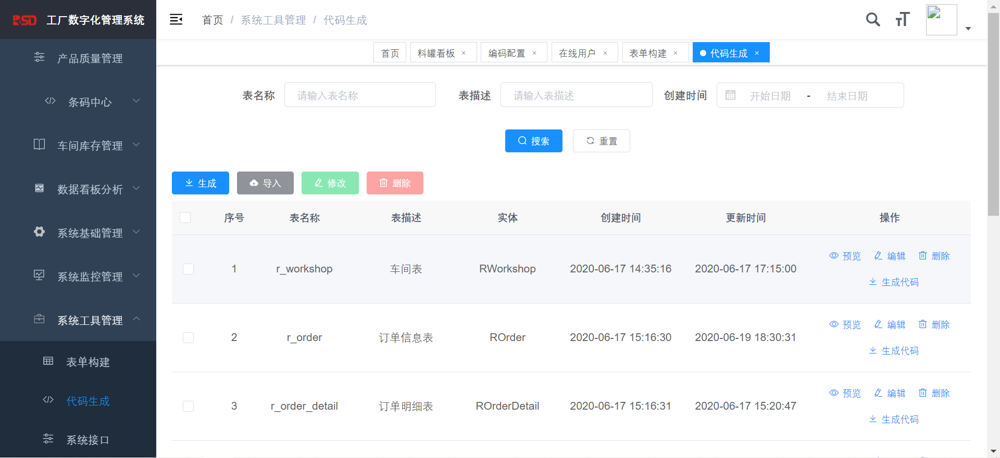 RSD 工厂数字化管理系统
首页 / 系统工具管理 / 代码生成
产品质量管理
条码中心
车间库存管理
数据看板分析
系统基础管理
系统监控管理
系统工具管理
表单构建
代码生成
系统接口
首页 料罐看板 × 编码配置 × 在线用户 × 表单构建 × 代码生成 ×
表名称 请输入表名称 表描述 请输入表描述 创建时间 开始日期 - 结束日期
搜索 重置
生成 导入 修改 删除
序号 表名称 表描述 实体 创建时间 更新时间 操作
1 r_workshop 车间表 RWorkshop 2020-06-17 14:35:16 2020-06-17 17:15:00 预览 编辑 删除
生成代码
2 r_order 订单信息表 ROrder 2020-06-17 15:16:30 2020-06-19 18:30:31 预览 编辑 删除
生成代码
3 r_order_detail 订单明细表 ROrderDetail 2020-06-17 15:16:31 2020-06-17 15:20:47 预览 编辑 删除
生成代码